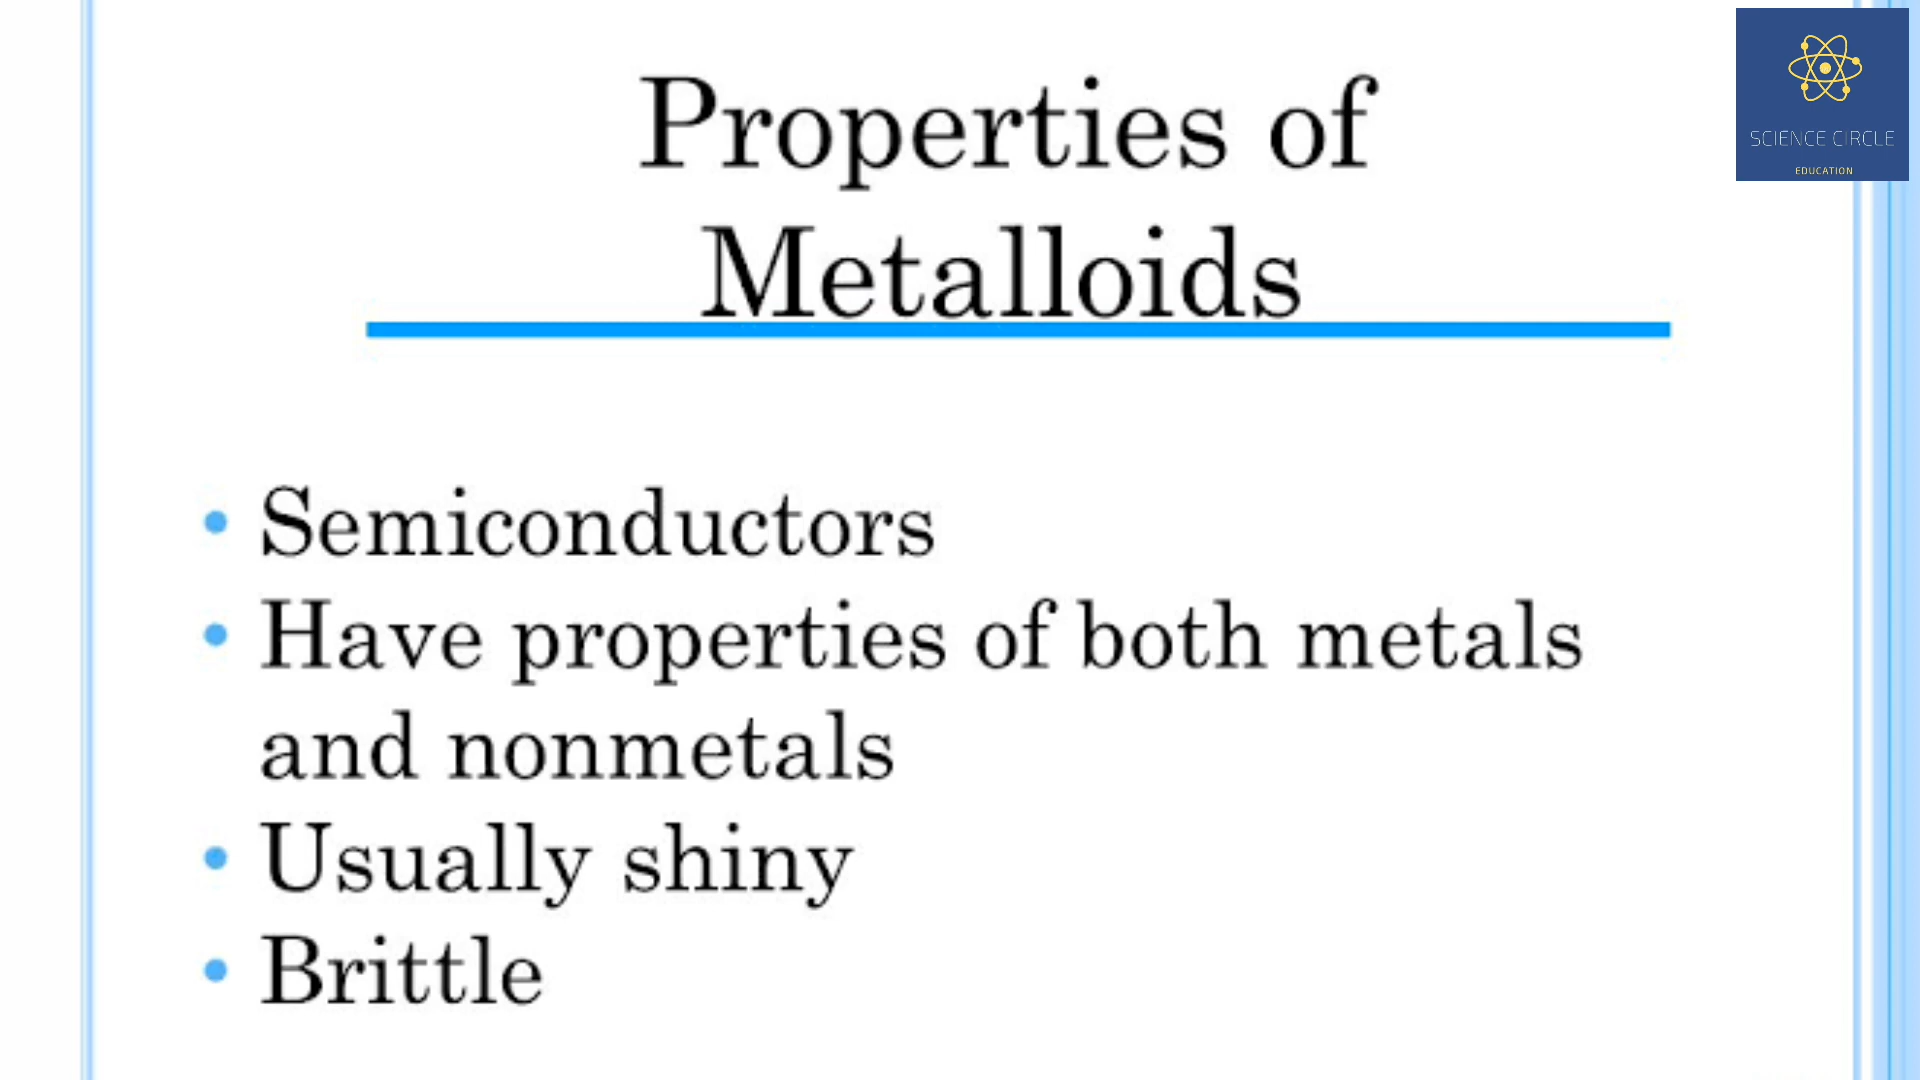 Properties of
Metalloids
SCIENCE CIRCLE
EDUCATION
• Semiconductors
• Have properties of both metals
and nonmetals
• Usually shiny
• Brittle